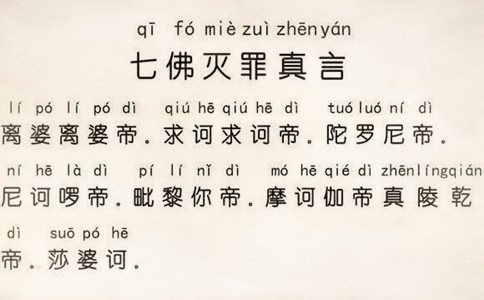 qī fó miè zuì zhēnyán
七佛灭罪真言
lí pó lí pó dì qiú hē qiú hē dì tuó luó ní dì
离婆离婆帝。求诃求诃帝。陀罗尼帝。
ní hē là dì pí lí nǐ dì mó hē qié dì zhēnlíngqián
尼诃啰帝。毗黎你帝。摩诃伽帝真陵乾
dì suō pó hē
帝。莎婆诃。